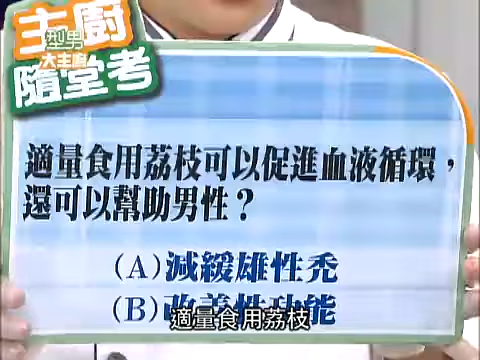 主廚
型男
大主廚
隨堂考
適量食用荔枝可以促進血液循環，
還可以幫助男性？
(A)減緩雄性禿
(B)改善性功能
適量食用荔枝